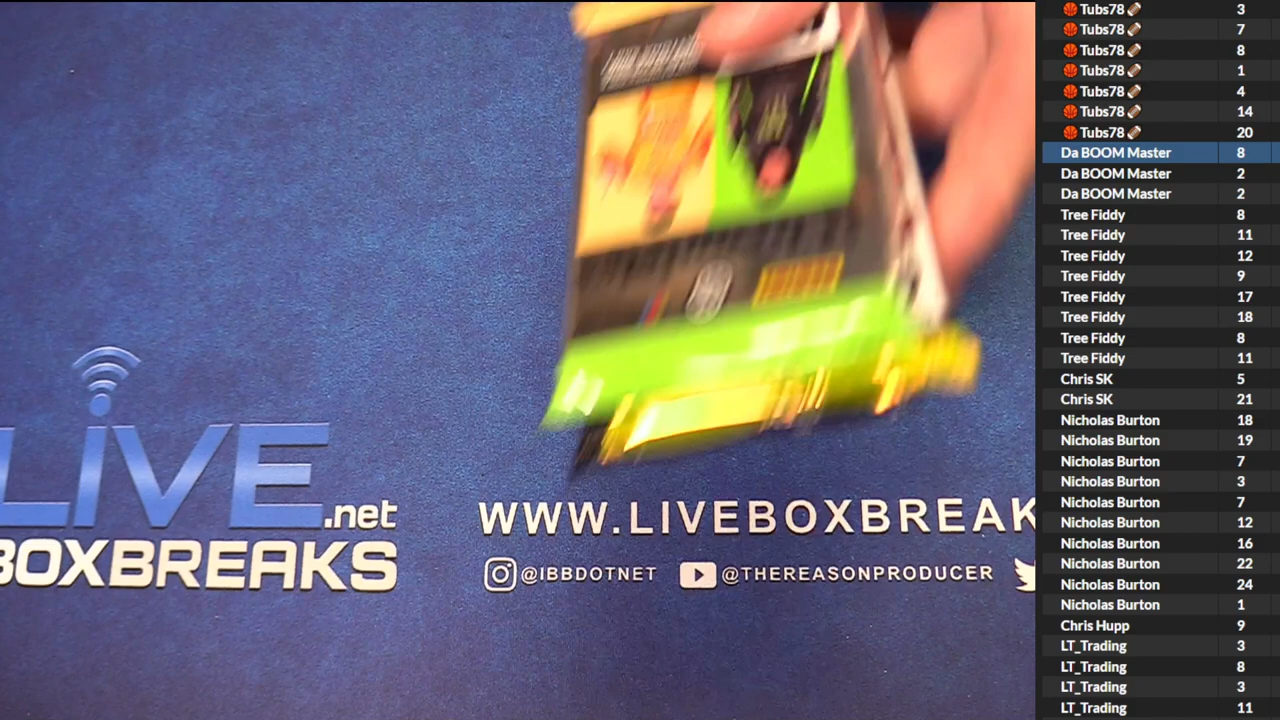 LIVE.net
BOXBREAKS
WWW.LIVEBOXBREAK
@IBBDOTNET @THEREASONPRODUCER
Tubs78 3
Tubs78 7
Tubs78 8
Tubs78 1
Tubs78 4
Tubs78 14
Tubs78 20
Da BOOM Master 8
Da BOOM Master 2
Da BOOM Master 2
Tree Fiddy 8
Tree Fiddy 11
Tree Fiddy 12
Tree Fiddy 9
Tree Fiddy 17
Tree Fiddy 18
Tree Fiddy 8
Tree Fiddy 11
Chris SK 5
Chris SK 21
Nicholas Burton 18
Nicholas Burton 19
Nicholas Burton 7
Nicholas Burton 3
Nicholas Burton 7
Nicholas Burton 12
Nicholas Burton 16
Nicholas Burton 22
Nicholas Burton 24
Nicholas Burton 1
Chris Hupp 9
LT_Trading 3
LT_Trading 8
LT_Trading 3
LT_Trading 11